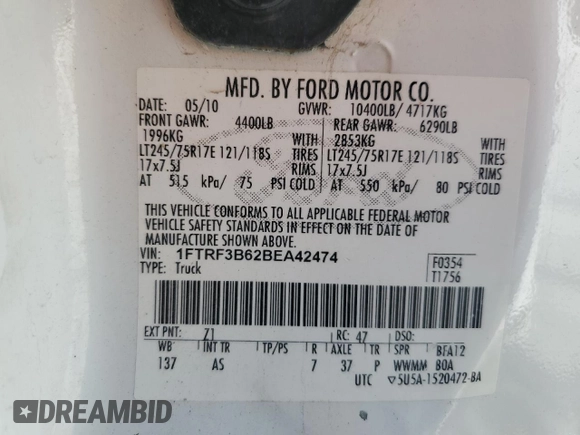 MFD. BY FORD MOTOR CO.
DATE: 05/10 GVWR: 10400LB/ 4717KG
FRONT GAWR: 4400LB REAR GAWR: 6290LB
1996KG WITH 2853KG WITH
LT245/75R17E 121/118S TIRES LT245/75R17E 121/118S TIRES
17x7.5J RIMS 17x7.5J RIMS
AT 515 kPa/ 75 PSI COLD AT 550 kPa/ 80 PSI COLD
THIS VEHICLE CONFORMS TO ALL APPLICABLE FEDERAL MOTOR
VEHICLE SAFETY STANDARDS IN EFFECT ON THE DATE OF
MANUFACTURE SHOWN ABOVE.
VIN: 1FTRF3B62BEA42474 F0354
TYPE: Truck T1756
EXT PNT: Z1 RC: 47 DSO:
WB INT TR TP/PS R AXLE TR SPR BFA12
137 AS 7 37 P WWMM 80A
UTC ▽5U5A-1520472-BA
DREAMBID